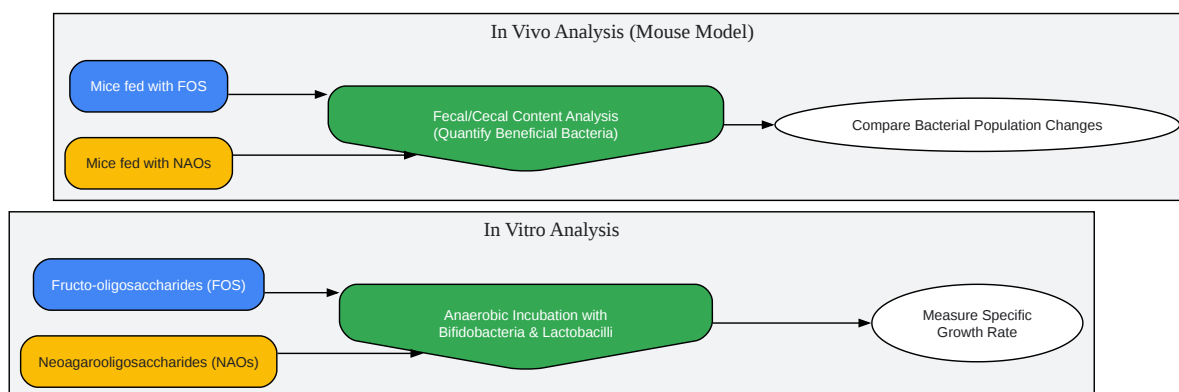 In Vivo Analysis (Mouse Model)
Mice fed with FOS
Mice fed with NAOs
Fecal/Cecal Content Analysis
(Quantify Beneficial Bacteria)
Compare Bacterial Population Changes
In Vitro Analysis
Fructo-oligosaccharides (FOS)
Neoagarooligosaccharides (NAOs)
Anaerobic Incubation with
Bifidobacteria & Lactobacilli
Measure Specific
Growth Rate